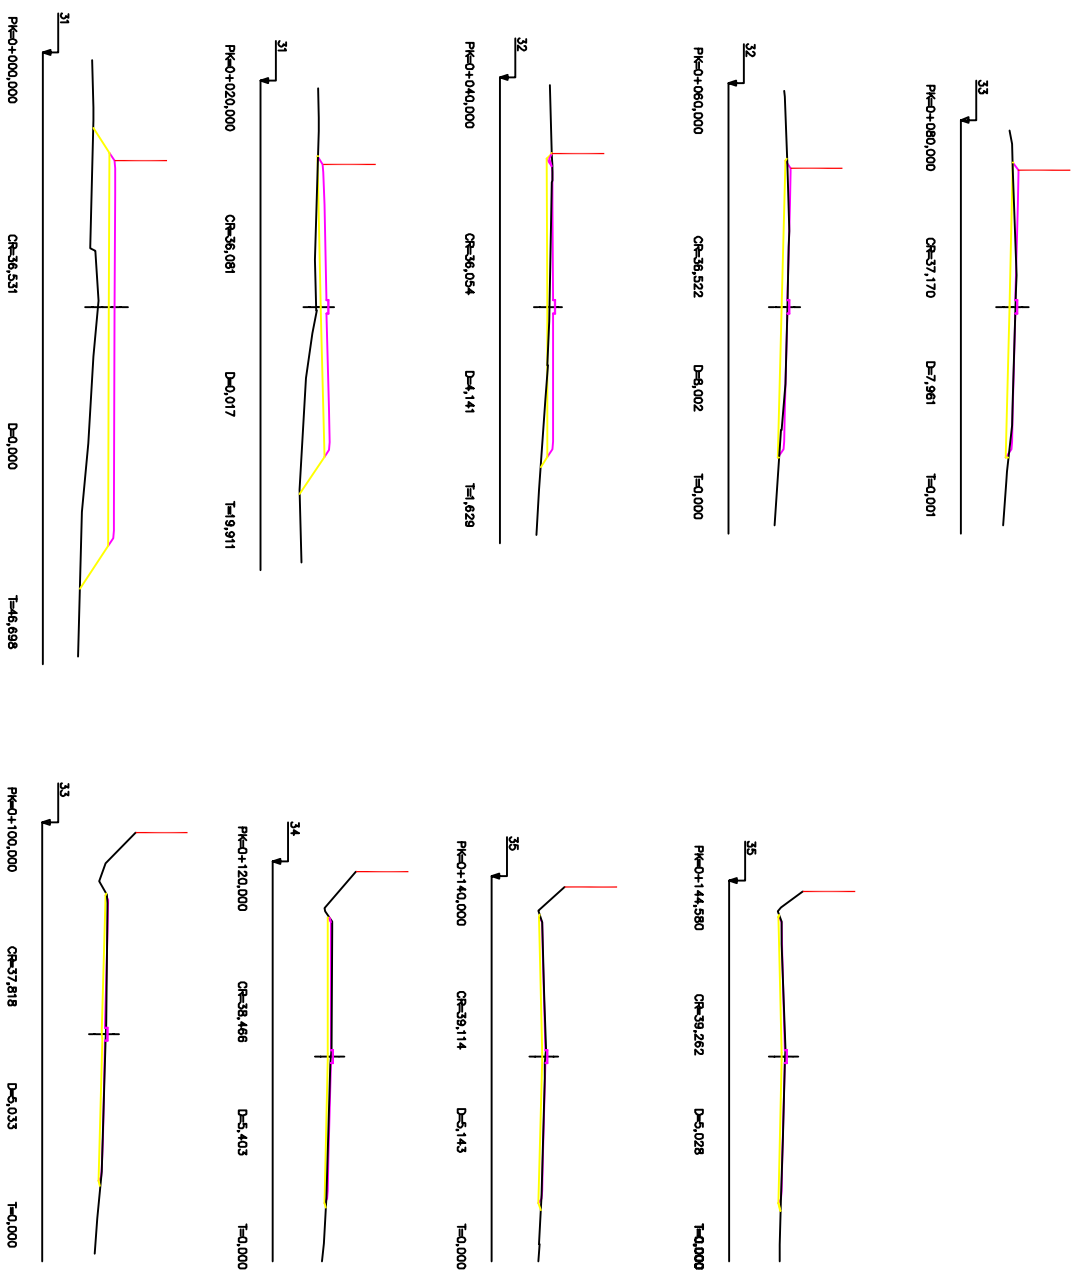 31
PK=0+000,000 CR=36,531 D=0,000 T=46,698
31
PK=0+020,000 CR=36,081 D=0,017 T=19,911
32
PK=0+040,000 CR=36,054 D=4,141 T=1,629
32
PK=0+060,000 CR=36,522 D=8,002 T=0,000
33
PK=0+080,000 CR=37,170 D=7,961 T=0,001
33
PK=0+100,000 CR=37,818 D=5,033 T=0,000
34
PK=0+120,000 CR=38,466 D=5,403 T=0,000
35
PK=0+140,000 CR=39,114 D=5,143 T=0,000
35
PK=0+144,580 CR=39,262 D=5,028 T=0,000